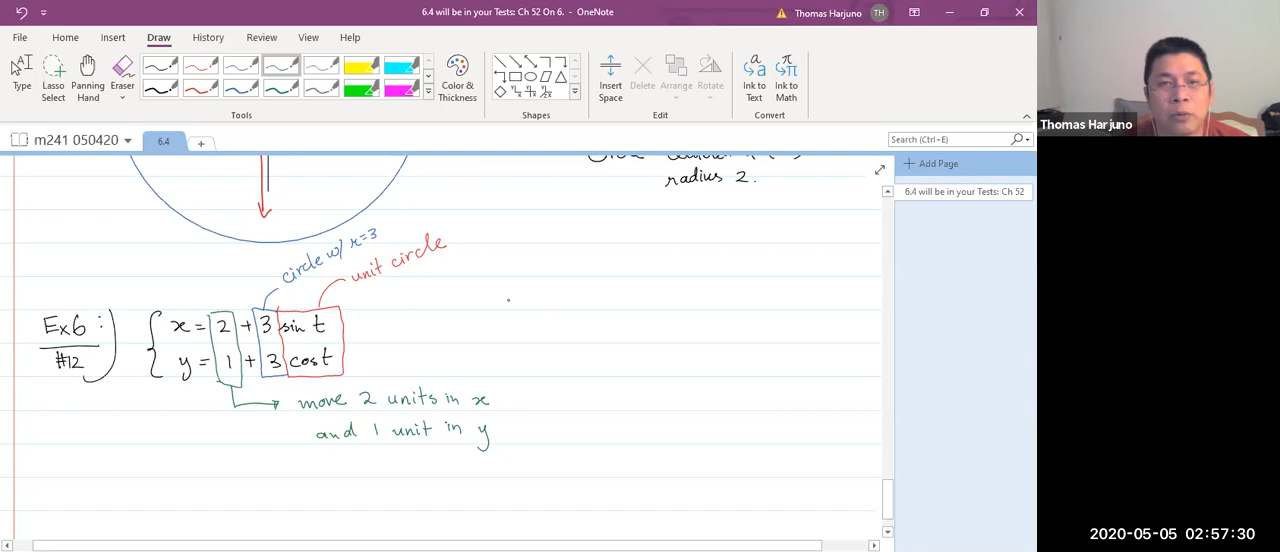 6.4 will be in your Tests: Ch 52 On 6. - OneNote
Thomas Harjuno
TH
File
Home
Insert
Draw
History
Review
View
Help
Type
Lasso Select
Panning Hand
Eraser
Color & Thickness
Insert Space
Delete
Arrange
Rotate
Ink to Text
Ink to Math
Tools
Shapes
Edit
Convert
Thomas Harjuno
m241 050420
6.4
Search (Ctrl+E)
Add Page
6.4 will be in your Tests: Ch 52
radius 2.
circle w/ r=3
unit circle
Ex6 :)
#12
x = 2 + 3 sin t
y = 1 + 3 cost
move 2 units in x
and 1 unit in y
2020-05-05 02:57:30